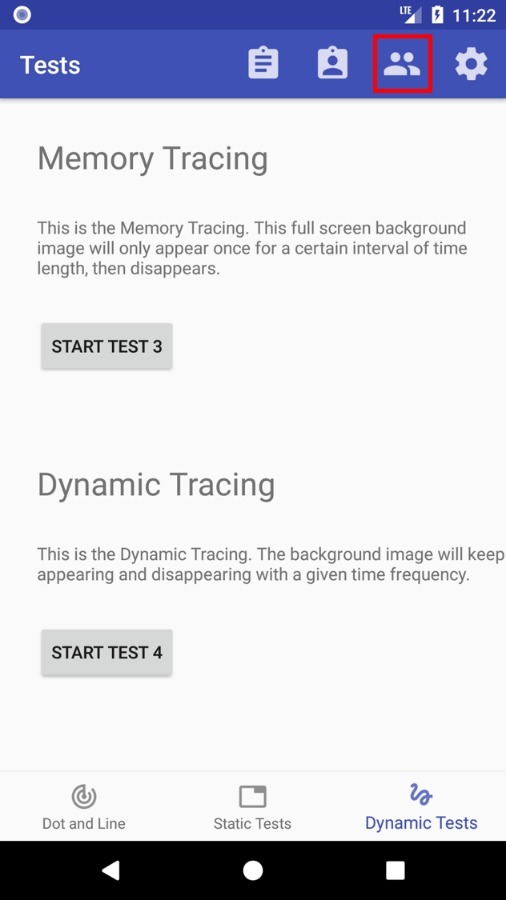 LTE 11:22
Tests
Memory Tracing
This is the Memory Tracing. This full screen background
image will only appear once for a certain interval of time
length, then disappears.
START TEST 3
Dynamic Tracing
This is the Dynamic Tracing. The background image will keep
appearing and disappearing with a given time frequency.
START TEST 4
Dot and Line Static Tests Dynamic Tests